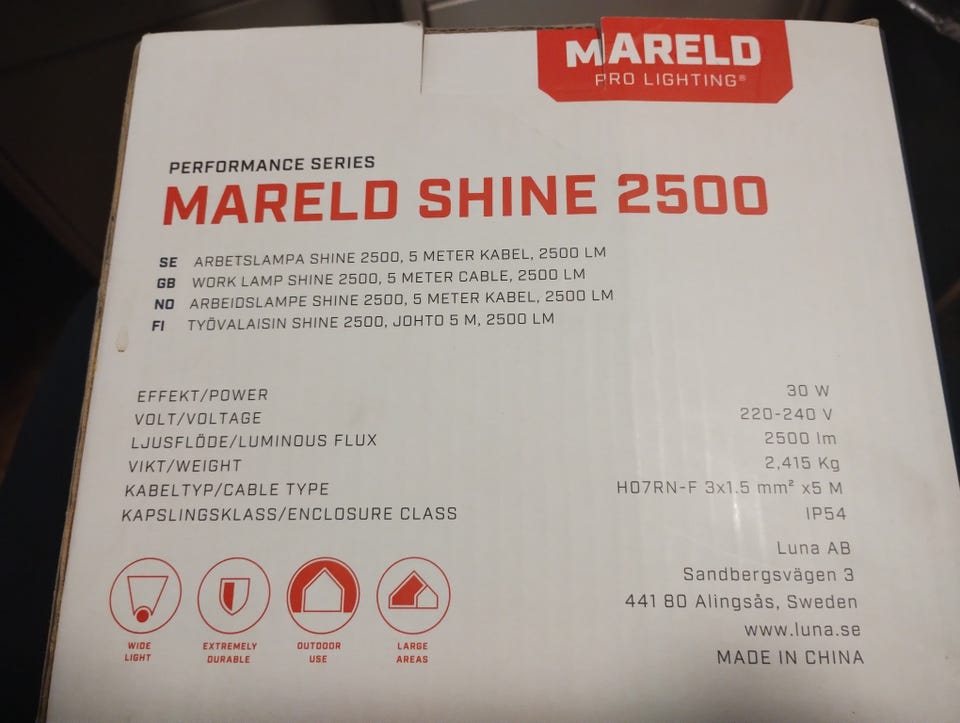 MARELD
PRO LIGHTING®
PERFORMANCE SERIES
MARELD SHINE 2500
SE ARBETSLAMPA SHINE 2500, 5 METER KABEL, 2500 LM
GB WORK LAMP SHINE 2500, 5 METER CABLE, 2500 LM
NO ARBEIDSLAMPE SHINE 2500, 5 METER KABEL, 2500 LM
FI TYÖVALAISIN SHINE 2500, JOHTO 5 M, 2500 LM
EFFEKT/POWER 30 W
VOLT/VOLTAGE 220-240 V
LJUSFLÖDE/LUMINOUS FLUX 2500 lm
VIKT/WEIGHT 2,415 Kg
KABELTYP/CABLE TYPE H07RN-F 3x1.5 mm² x5 M
KAPSLINGSKLASS/ENCLOSURE CLASS IP54
Luna AB
Sandbergsvägen 3
441 80 Alingsås, Sweden
www.luna.se
MADE IN CHINA
WIDE LIGHT
EXTREMELY DURABLE
OUTDOOR USE
LARGE AREAS